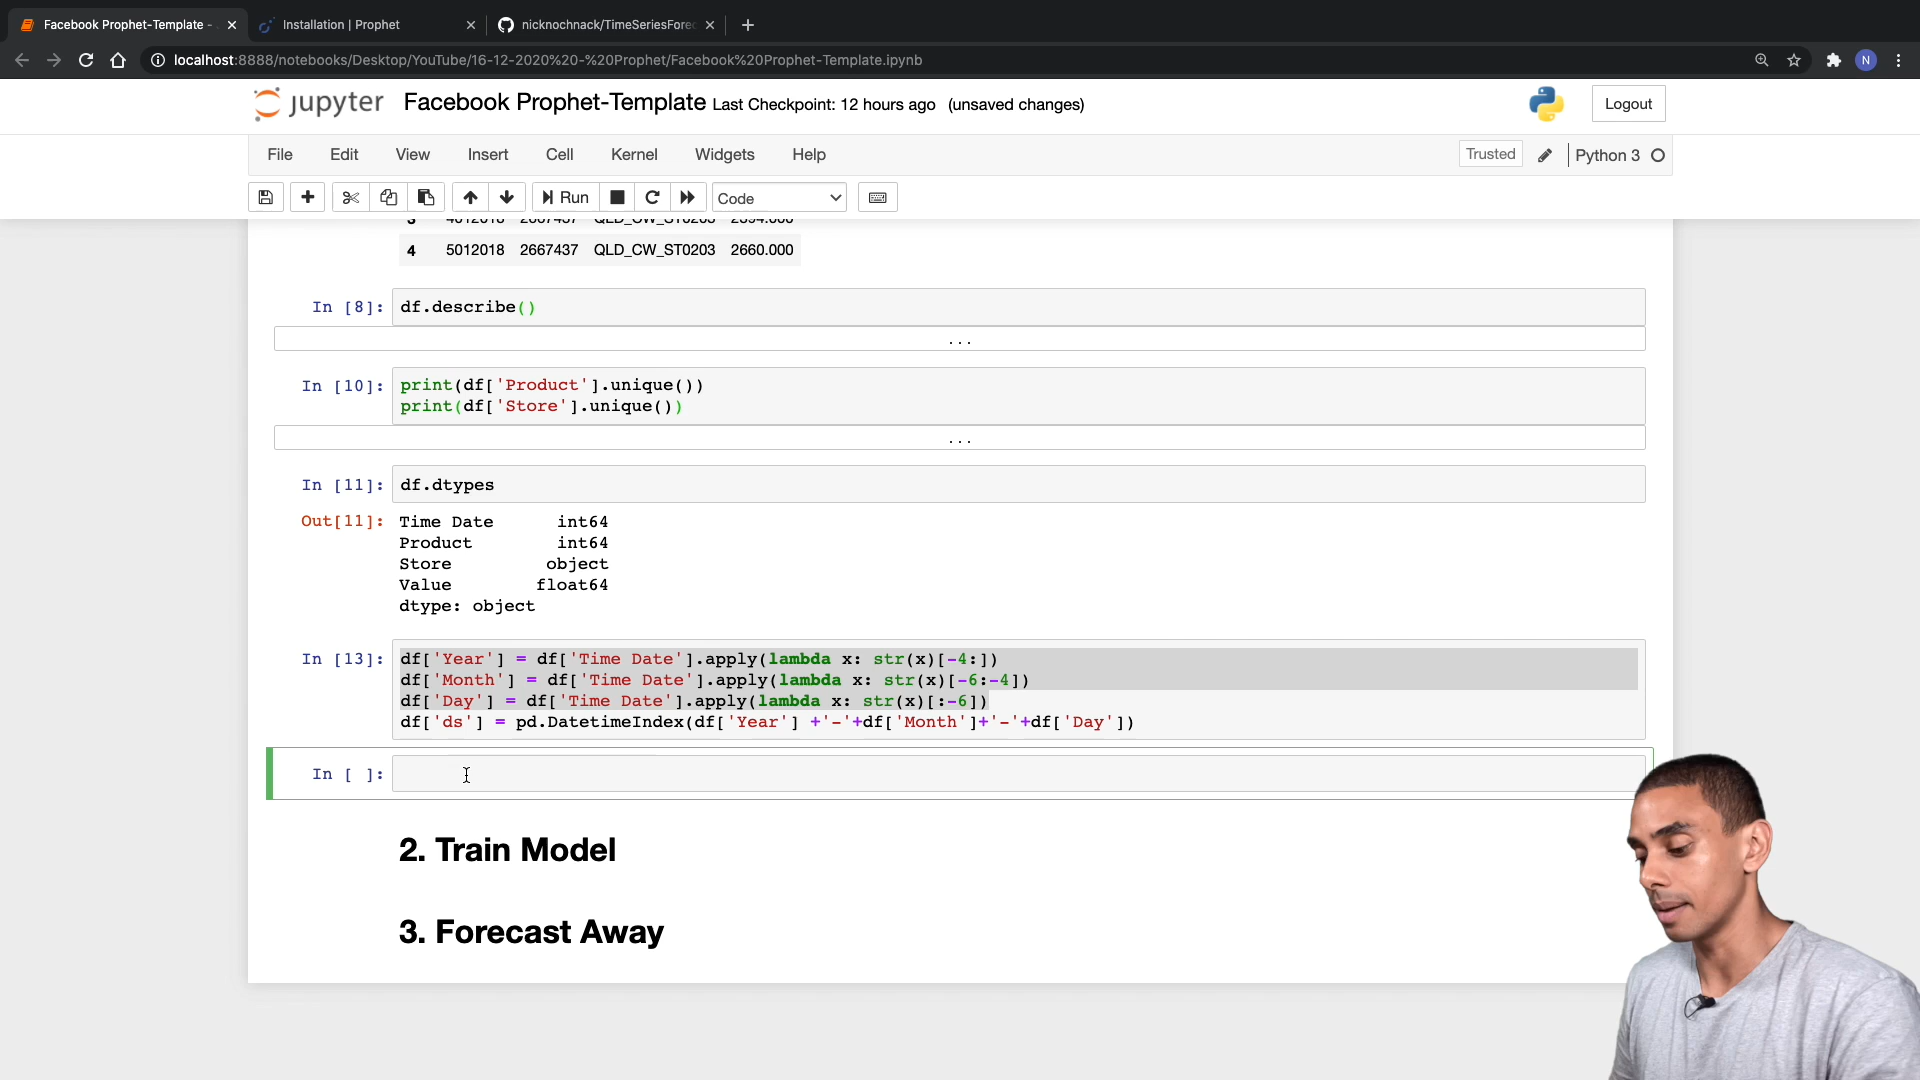 Facebook Prophet-Template -
Installation | Prophet
nicknochnack/TimeSeriesForec
localhost:8888/notebooks/Desktop/YouTube/16-12-2020%20-%20Prophet/Facebook%20Prophet-Template.ipynb
N
jupyter Facebook Prophet-Template Last Checkpoint: 12 hours ago (unsaved changes)
Logout
File Edit View Insert Cell Kernel Widgets Help
Trusted
Python 3
Run
Code
3 4012018 2667437 QLD_CW_ST0203 2394.000
4 5012018 2667437 QLD_CW_ST0203 2660.000
In [8]: df.describe()
...
In [10]: print(df['Product'].unique())
print(df['Store'].unique())
...
In [11]: df.dtypes
Out[11]: Time Date int64
Product int64
Store object
Value float64
dtype: object
In [13]: df['Year'] = df['Time Date'].apply(lambda x: str(x)[-4:])
df['Month'] = df['Time Date'].apply(lambda x: str(x)[-6:-4])
df['Day'] = df['Time Date'].apply(lambda x: str(x)[:-6])
df['ds'] = pd.DatetimeIndex(df['Year'] +'-'+df['Month']+'-'+df['Day'])
In [ ]:
2. Train Model
3. Forecast Away